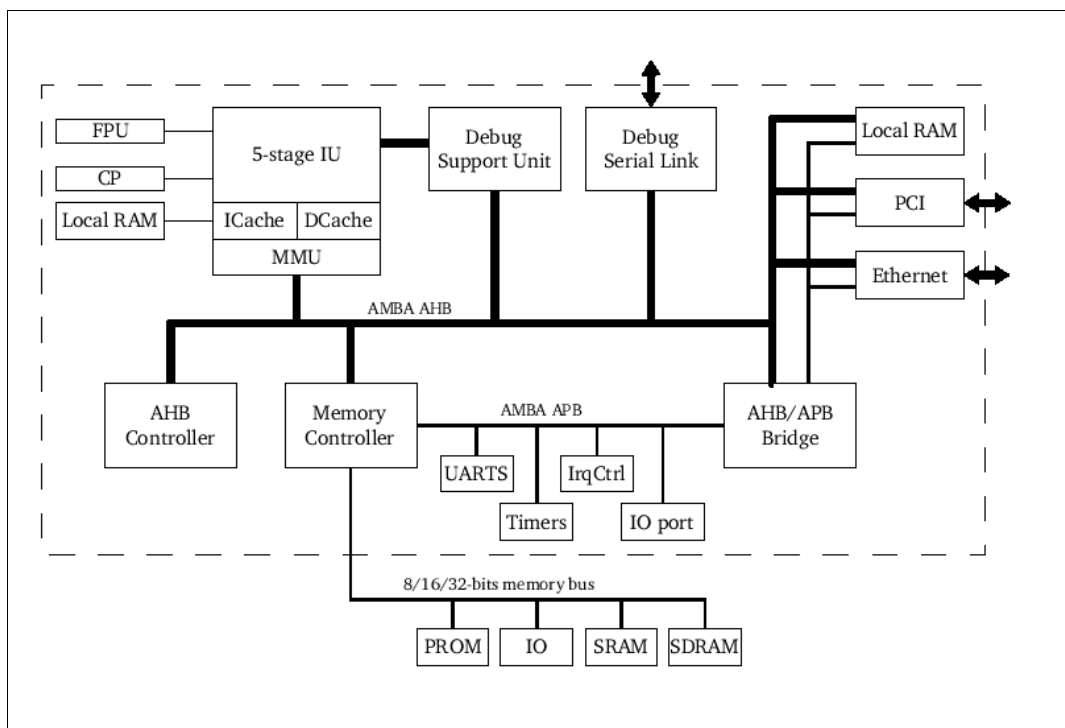 FPU
CP
Local RAM
5-stage IU
ICache
DCache
MMU
Debug
Support Unit
Debug
Serial Link
Local RAM
PCI
Ethernet
AMBA AHB
AHB
Controller
Memory
Controller
AMBA APB
AHB/APB
Bridge
UARTS
IrqCtrl
Timers
IO port
8/16/32-bits memory bus
PROM
IO
SRAM
SDRAM